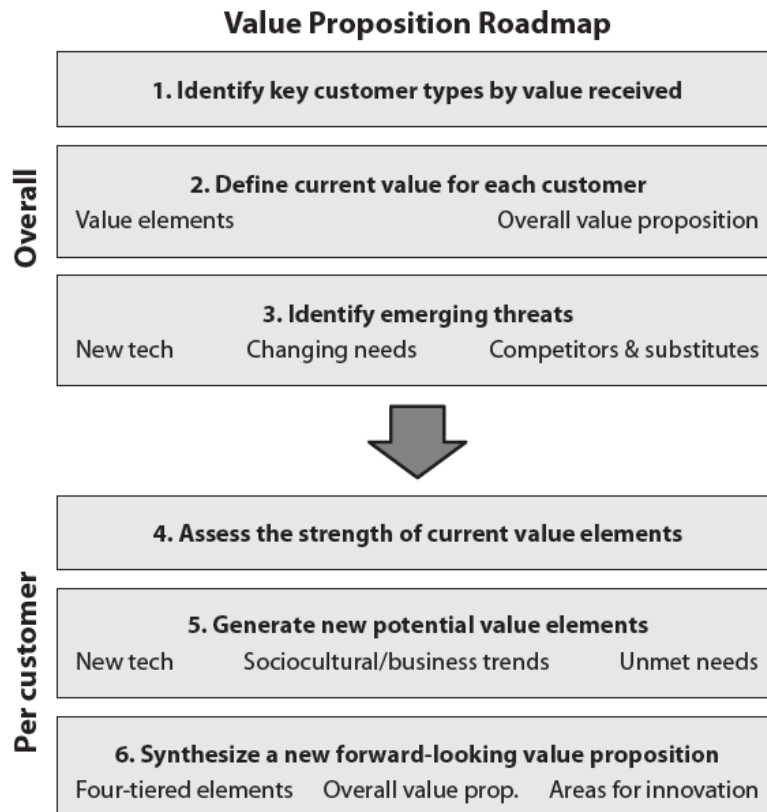 Value Proposition Roadmap
Overall
1. Identify key customer types by value received
2. Define current value for each customer
Value elements Overall value proposition
3. Identify emerging threats
New tech Changing needs Competitors & substitutes
Per customer
4. Assess the strength of current value elements
5. Generate new potential value elements
New tech Sociocultural/business trends Unmet needs
6. Synthesize a new forward-looking value proposition
Four-tiered elements Overall value prop. Areas for innovation